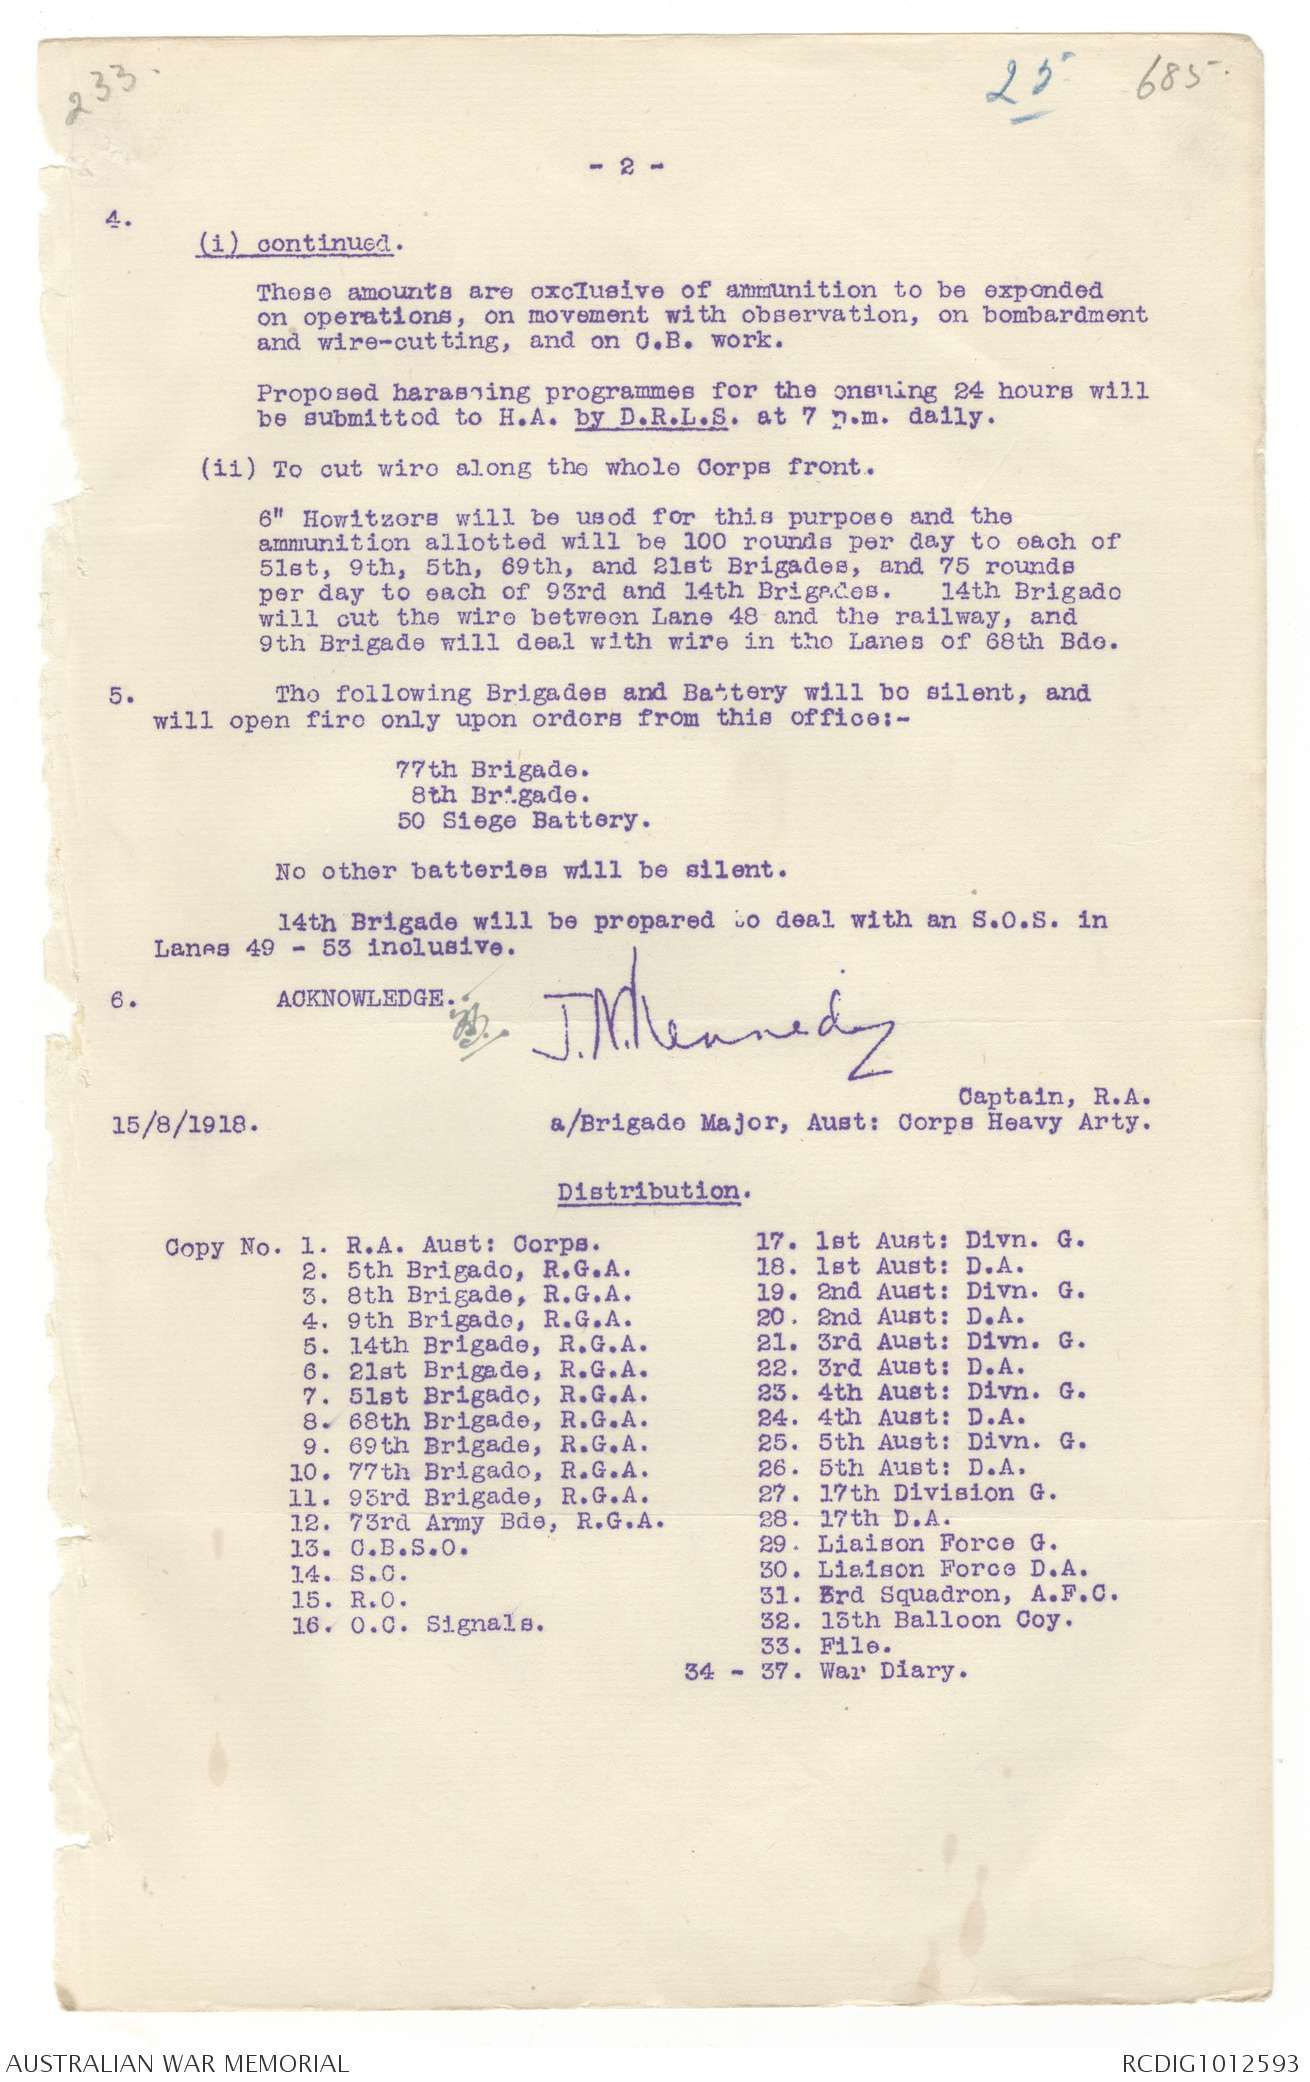 233.
25
685.
- 2 -
4.
(i) continued.
These amounts are exclusive of ammunition to be expended
on operations, on movement with observation, on bombardment
and wire-cutting, and on C.B. work.
Proposed harassing programmes for the ensuing 24 hours will
be submitted to H.A. by D.R.L.S. at 7 p.m. daily.
(ii) To cut wire along the whole Corps front.
6" Howitzers will be used for this purpose and the
ammunition allotted will be 100 rounds per day to each of
51st, 9th, 5th, 69th, and 21st Brigades, and 75 rounds
per day to each of 93rd and 14th Brigades. 14th Brigade
will cut the wire between Lane 48 and the railway, and
9th Brigade will deal with wire in the Lanes of 68th Bde.
5. The following Brigades and Battery will be silent, and
will open fire only upon orders from this office:-
77th Brigade.
8th Brigade.
50 Siege Battery.
No other batteries will be silent.
14th Brigade will be prepared to deal with an S.O.S. in
Lanes 49 - 53 inclusive.
6. ACKNOWLEDGE.
J.N. Kennedy
Captain, R.A.
15/8/1918. a/Brigade Major, Aust: Corps Heavy Arty.
Distribution.
Copy No. 1. R.A. Aust: Corps.
2. 5th Brigade, R.G.A.
3. 8th Brigade, R.G.A.
4. 9th Brigade, R.G.A.
5. 14th Brigade, R.G.A.
6. 21st Brigade, R.G.A.
7. 51st Brigade, R.G.A.
8. 68th Brigade, R.G.A.
9. 69th Brigade, R.G.A.
10. 77th Brigade, R.G.A.
11. 93rd Brigade, R.G.A.
12. 73rd Army Bde, R.G.A.
13. C.B.S.O.
14. S.C.
15. R.O.
16. O.C. Signals.
17. 1st Aust: Divn. G.
18. 1st Aust: D.A.
19. 2nd Aust: Divn. G.
20. 2nd Aust: D.A.
21. 3rd Aust: Divn. G.
22. 3rd Aust: D.A.
23. 4th Aust: Divn. G.
24. 4th Aust: D.A.
25. 5th Aust: Divn. G.
26. 5th Aust: D.A.
27. 17th Division G.
28. 17th D.A.
29. Liaison Force G.
30. Liaison Force D.A.
31. 3rd Squadron, A.F.C.
32. 13th Balloon Coy.
33. File.
34 - 37. War Diary.
AUSTRALIAN WAR MEMORIAL
RCDIG1012593